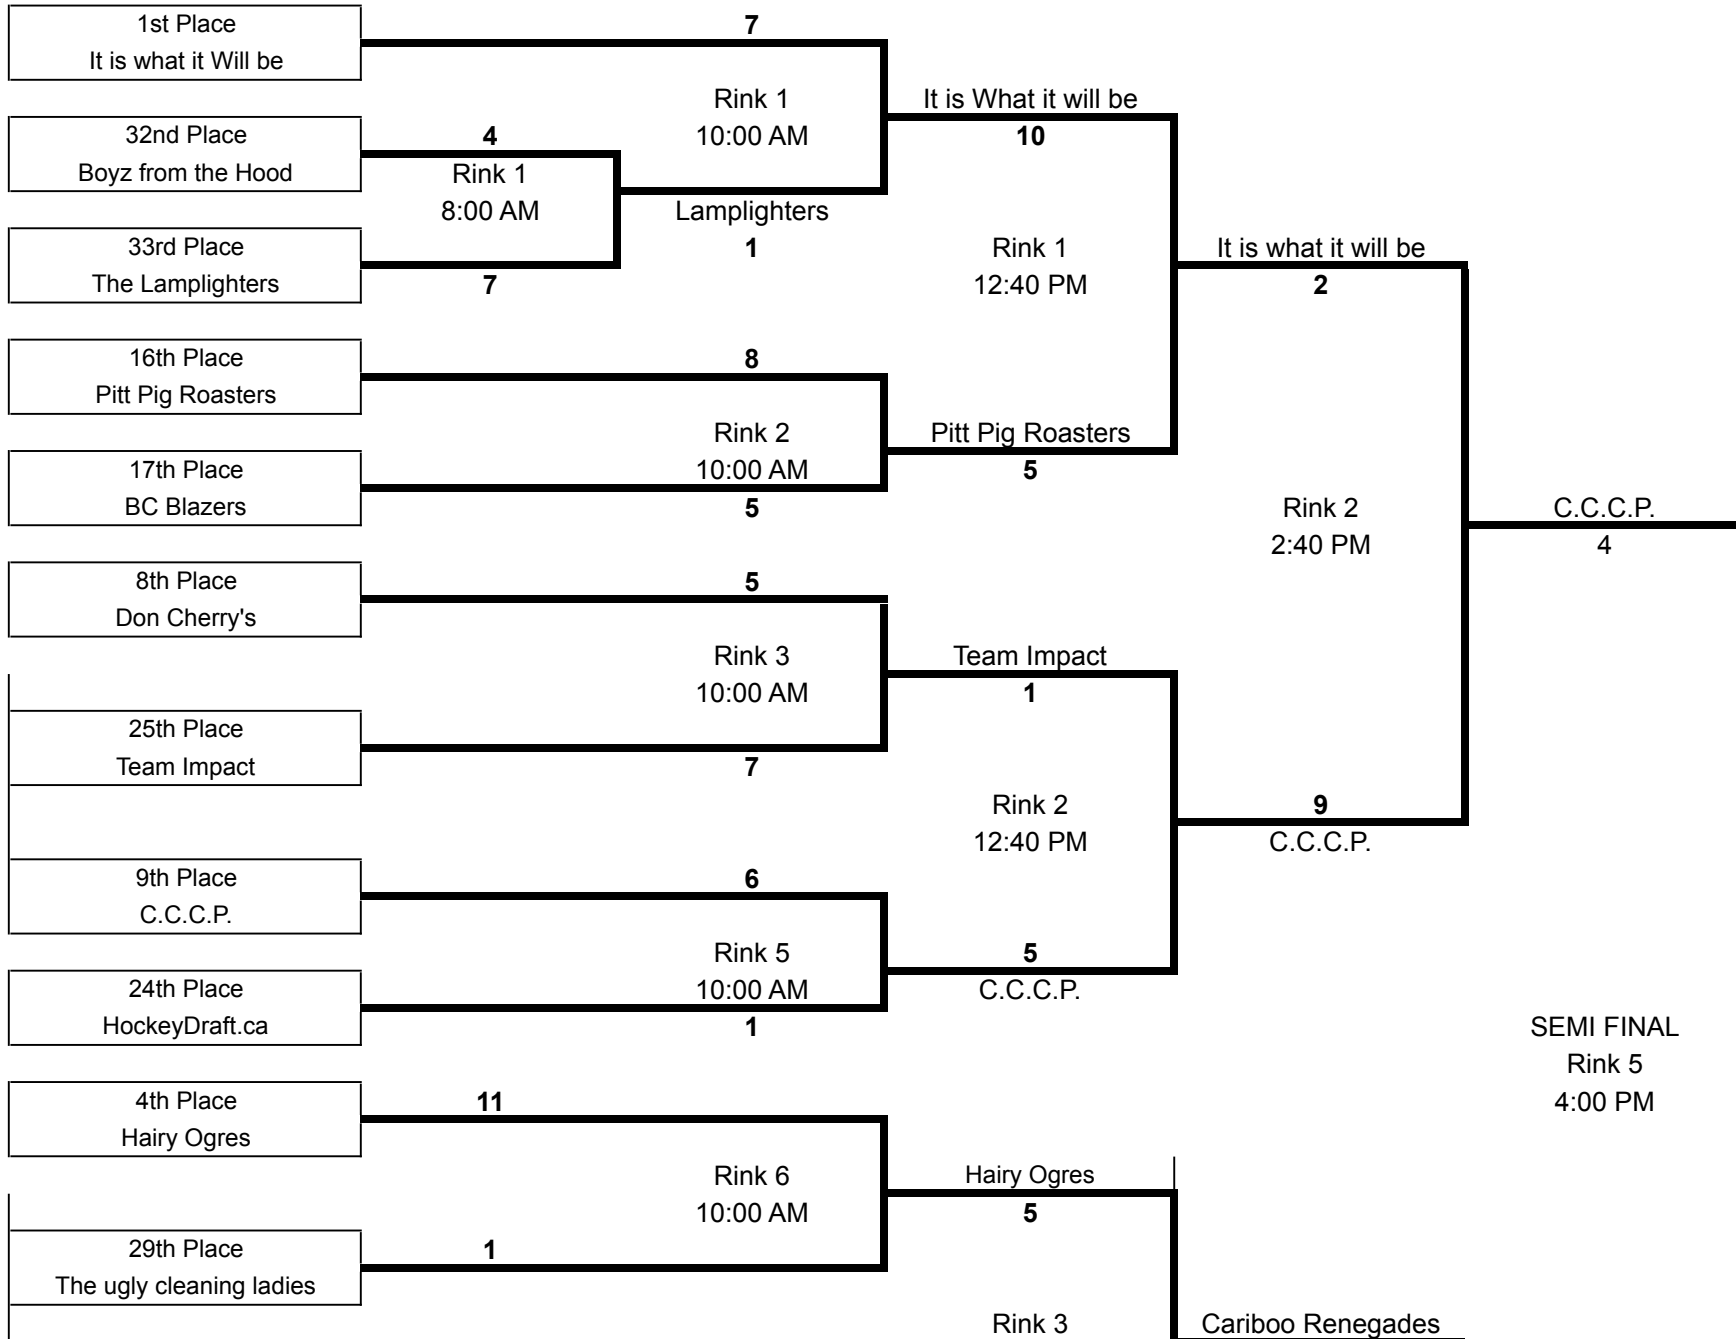 1st Place
7
It is what it Will be
Rink 1
It is What it will be
32nd Place
4
10:00 AM
10
Boyz from the Hood
Rink 1
8:00 AM
Lamplighters
33rd Place
1
Rink 1
It is what it will be
The Lamplighters
7
12:40 PM
2
16th Place
8
Pitt Pig Roasters
Rink 2
Pitt Pig Roasters
17th Place
10:00 AM
5
BC Blazers
5
Rink 2
C.C.C.P.
2:40 PM
4
8th Place
5
Don Cherry's
Rink 3
Team Impact
10:00 AM
1
25th Place
Team Impact
7
Rink 2
9
12:40 PM
C.C.C.P.
9th Place
6
C.C.C.P.
Rink 5
5
24th Place
10:00 AM
C.C.C.P.
HockeyDraft.ca
1
SEMI FINAL
Rink 5
4th Place
11
4:00 PM
Hairy Ogres
Rink 6
Hairy Ogres
10:00 AM
5
29th Place
1
The ugly cleaning ladies
Rink 3
Cariboo Renegades